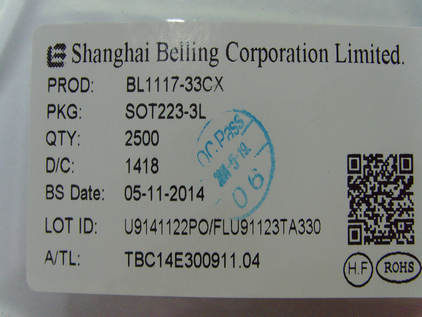 Shanghai Belling Corporation Limited.
PROD: BL1117-33CX
PKG: SOT223-3L
QTY: 2500
D/C: 1418
BS Date: 05-11-2014
LOT ID: U9141122PO/FLU91123TA330
A/TL: TBC14E300911.04
QC.Pass
06
H.F
ROHS